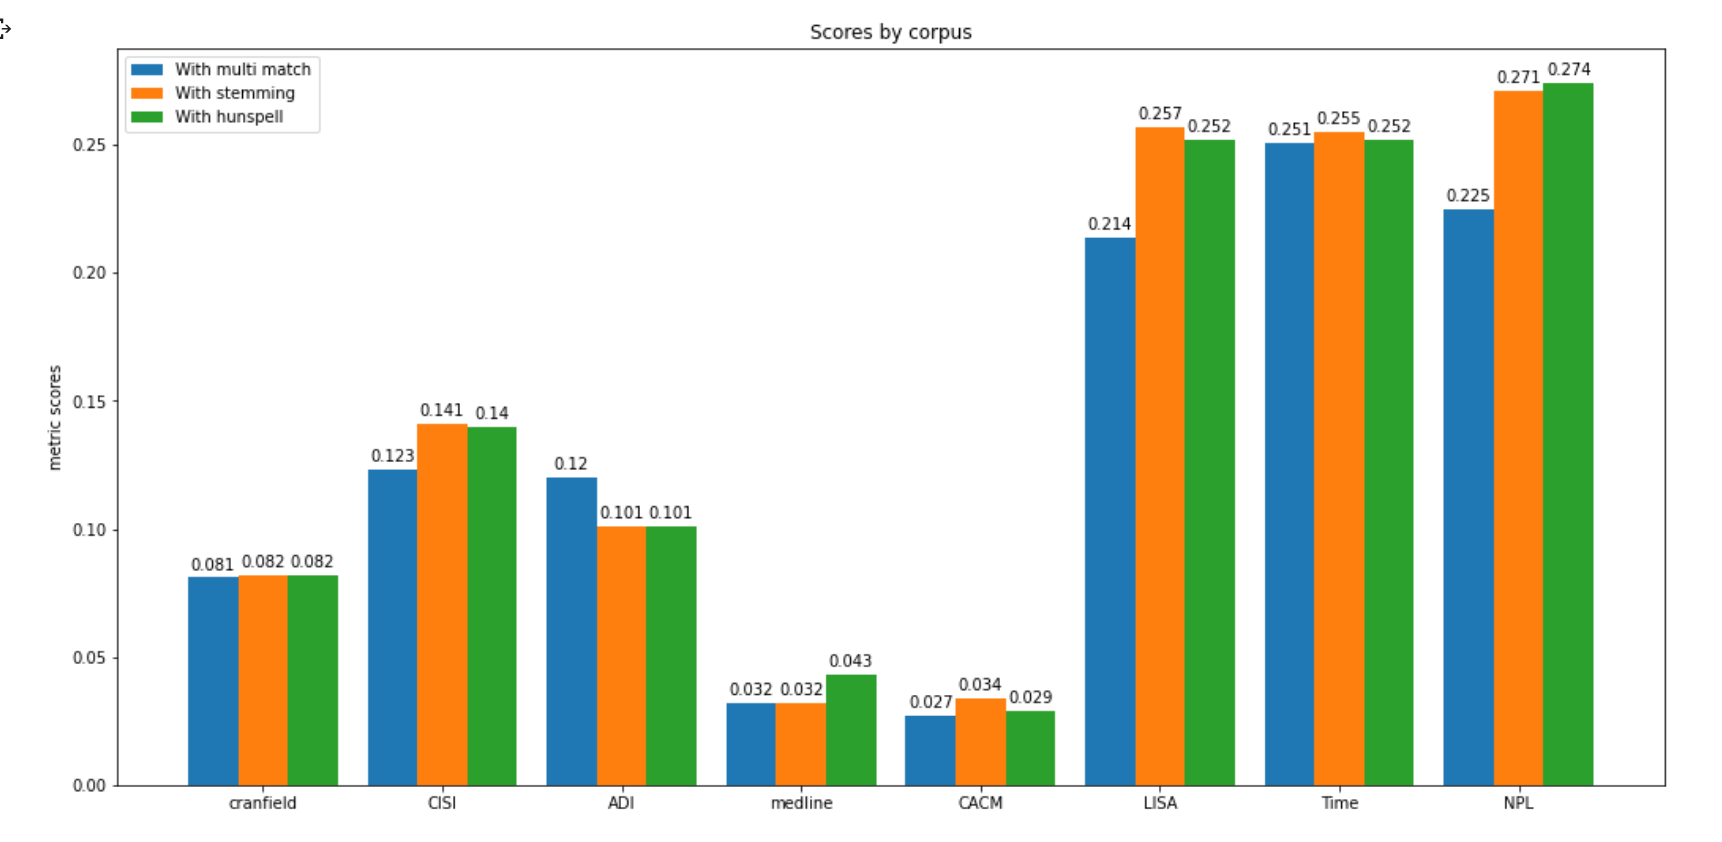 Scores by corpus
With multi match
With stemming
With hunspell
metric scores
0.25
0.20
0.15
0.10
0.05
0.00
0.081 0.082 0.082
0.123 0.141 0.14
0.12 0.101 0.101
0.032 0.032 0.043
0.027 0.034 0.029
0.214 0.257 0.252
0.251 0.255 0.252
0.225 0.271 0.274
cranfield CISI ADI medline CACM LISA Time NPL